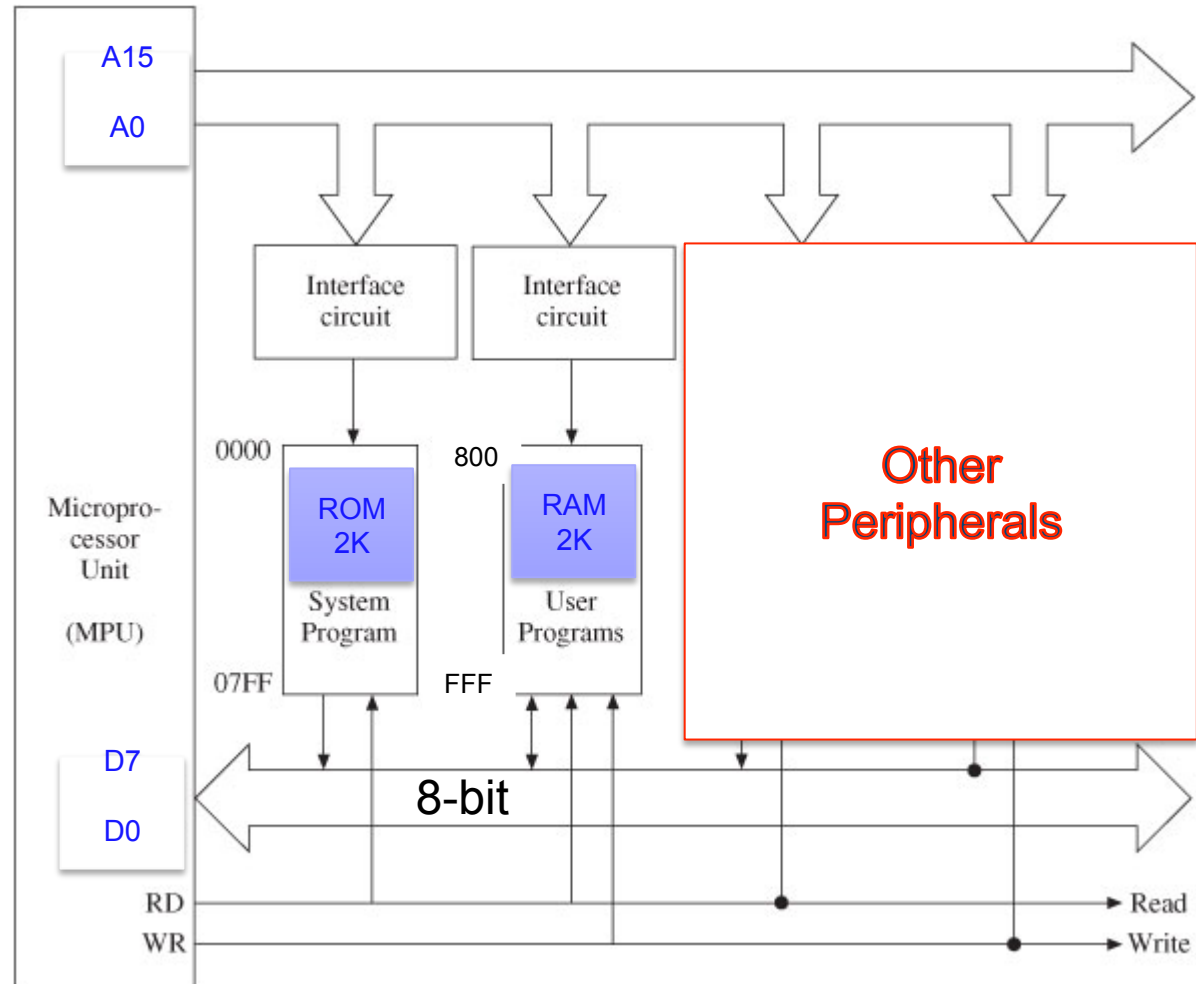 A15
A0
Interface
circuit
Interface
circuit
0000
ROM
2K
System
Program
07FF
800
RAM
2K
User
Programs
FFF
Other
Peripherals
Micropro-
cessor
Unit
(MPU)
D7
D0
8-bit
RD
Read
WR
Write